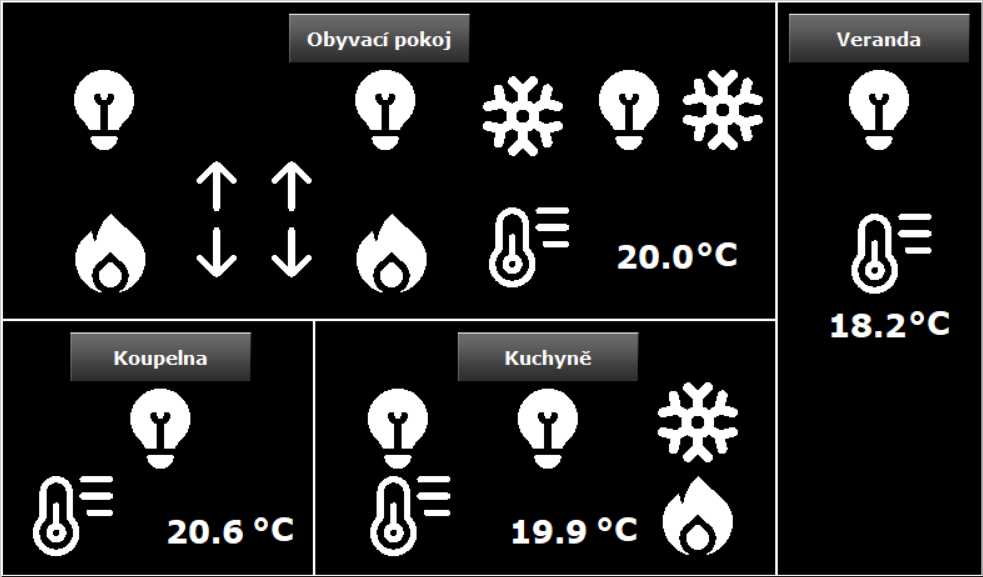 Obyvací pokoj
Veranda
20.0°C
18.2°C
Koupelna
Kuchyně
20.6 °C
19.9 °C